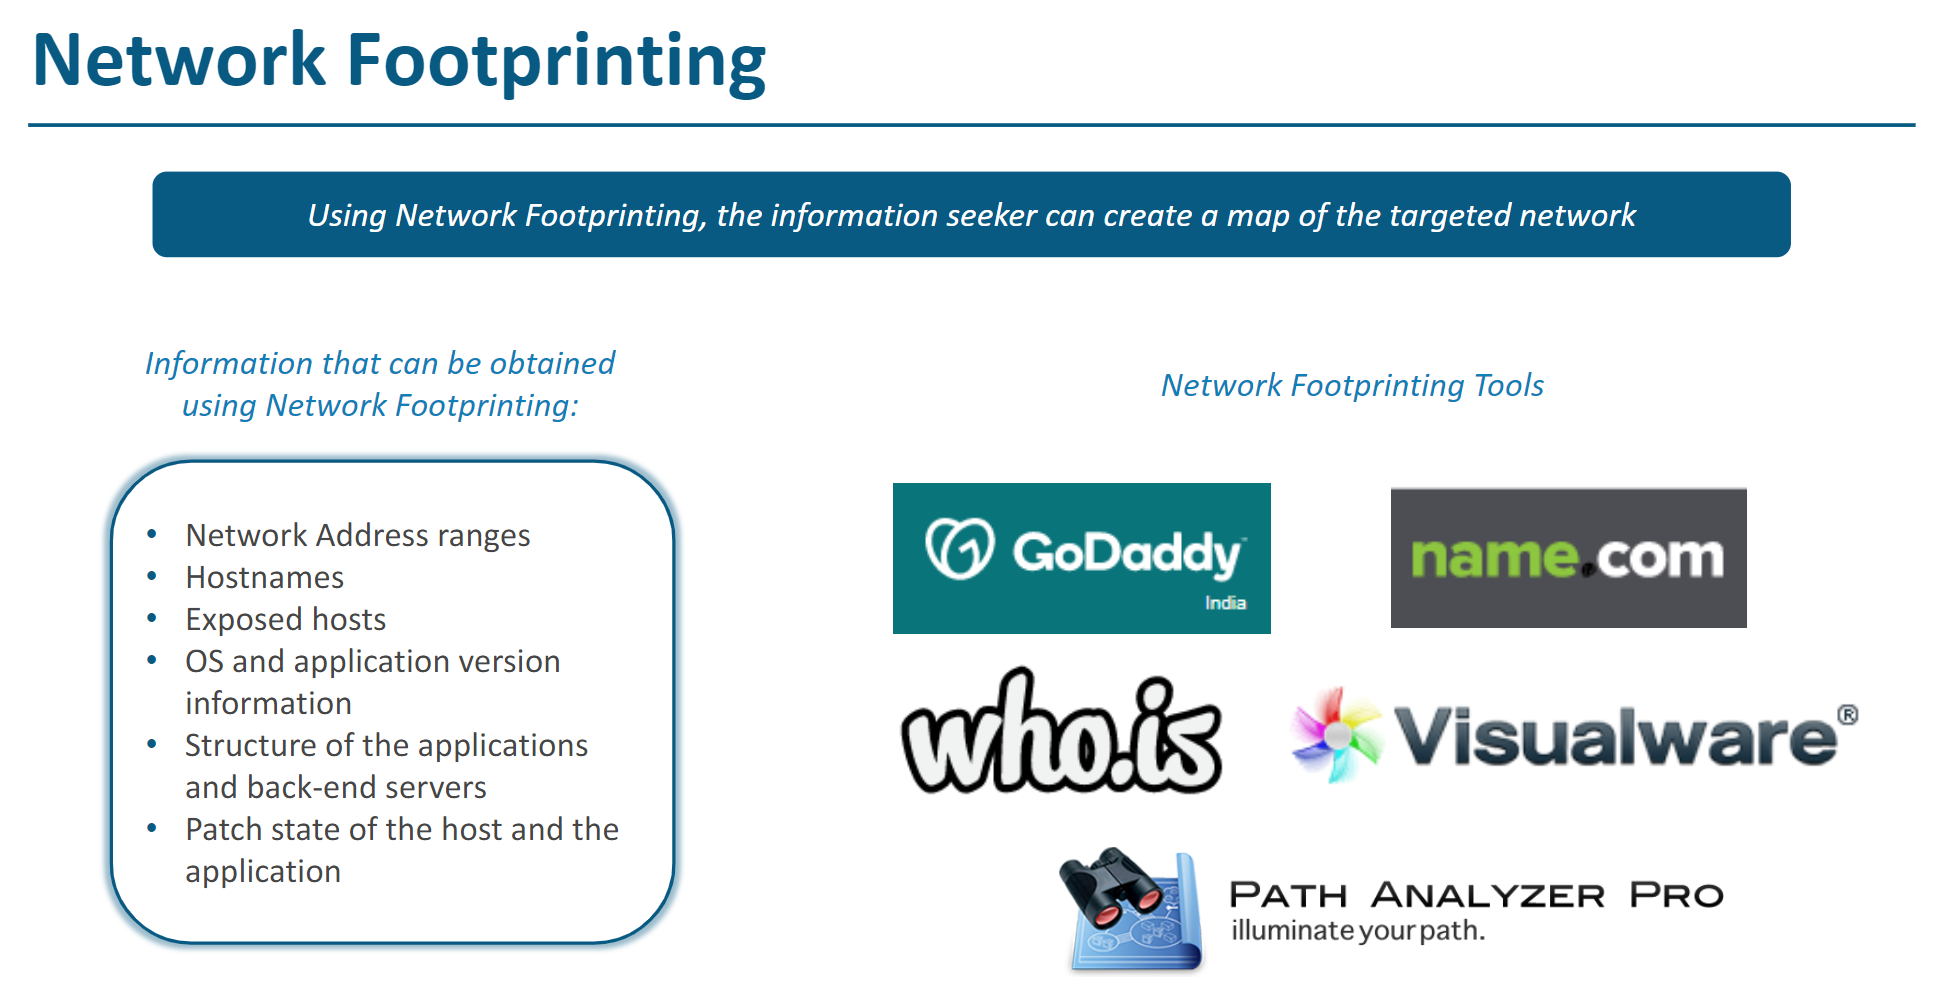 Network Footprinting
Using Network Footprinting, the information seeker can create a map of the targeted network
Information that can be obtained
using Network Footprinting:
• Network Address ranges
• Hostnames
• Exposed hosts
• OS and application version
information
• Structure of the applications
and back-end servers
• Patch state of the host and the
application
Network Footprinting Tools
GoDaddy
India
name.com
who.is
Visualware®
PATH ANALYZER PRO
illuminate your path.